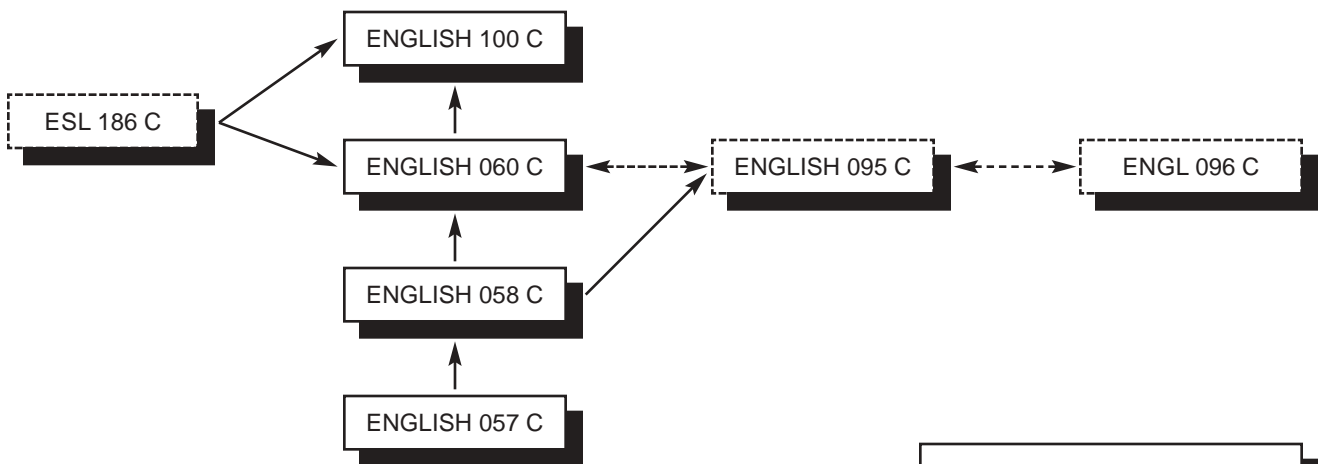 ENGLISH 100 C
ESL 186 C
ENGLISH 060 C
ENGLISH 095 C
ENGL 096 C
ENGLISH 058 C
ENGLISH 057 C